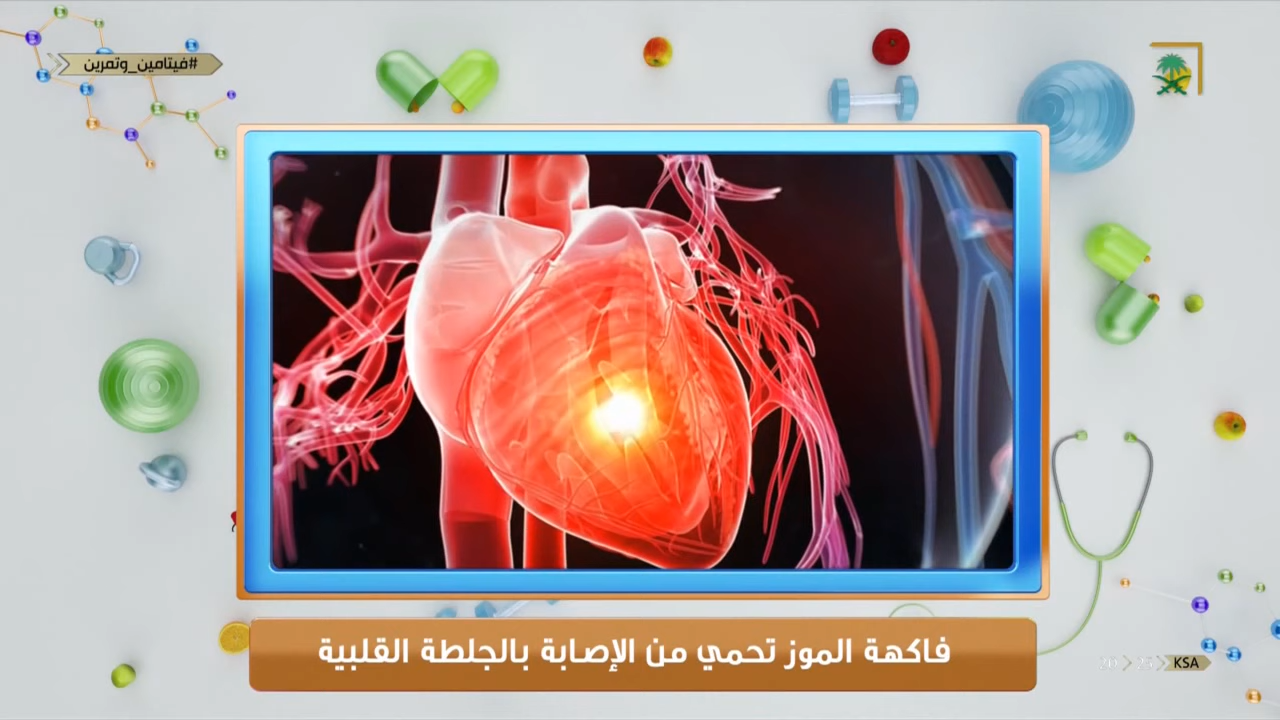 #فيتامين_وتمرين
فاكهة الموز تحمي من الإصابة بالجلطة القلبية
KSA